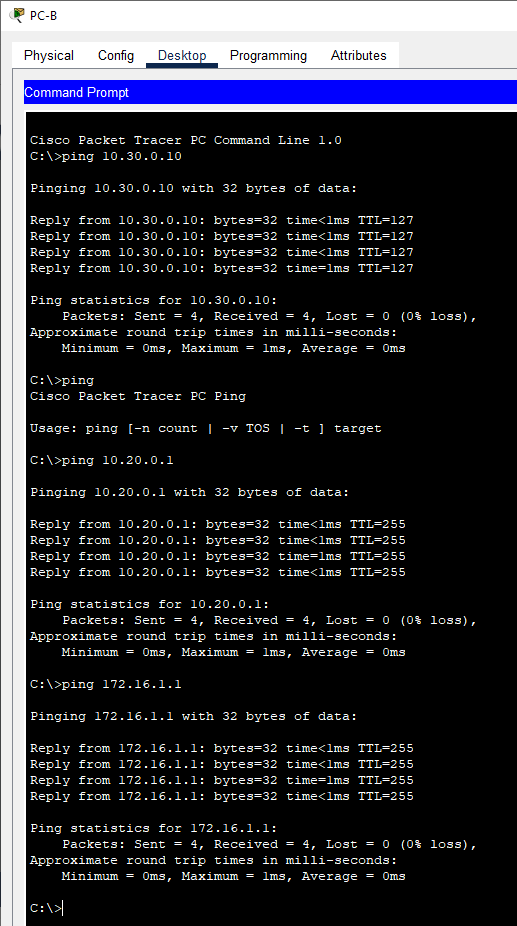 PC-B
Physical Config Desktop Programming Attributes
Command Prompt
Cisco Packet Tracer PC Command Line 1.0
C:\>ping 10.30.0.10
Pinging 10.30.0.10 with 32 bytes of data:
Reply from 10.30.0.10: bytes=32 time<1ms TTL=127
Reply from 10.30.0.10: bytes=32 time<1ms TTL=127
Reply from 10.30.0.10: bytes=32 time<1ms TTL=127
Reply from 10.30.0.10: bytes=32 time=1ms TTL=127
Ping statistics for 10.30.0.10:
Packets: Sent = 4, Received = 4, Lost = 0 (0% loss),
Approximate round trip times in milli-seconds:
Minimum = 0ms, Maximum = 1ms, Average = 0ms
C:\>ping
Cisco Packet Tracer PC Ping
Usage: ping [-n count | -v TOS | -t ] target
C:\>ping 10.20.0.1
Pinging 10.20.0.1 with 32 bytes of data:
Reply from 10.20.0.1: bytes=32 time<1ms TTL=255
Reply from 10.20.0.1: bytes=32 time<1ms TTL=255
Reply from 10.20.0.1: bytes=32 time=1ms TTL=255
Reply from 10.20.0.1: bytes=32 time<1ms TTL=255
Ping statistics for 10.20.0.1:
Packets: Sent = 4, Received = 4, Lost = 0 (0% loss),
Approximate round trip times in milli-seconds:
Minimum = 0ms, Maximum = 1ms, Average = 0ms
C:\>ping 172.16.1.1
Pinging 172.16.1.1 with 32 bytes of data:
Reply from 172.16.1.1: bytes=32 time<1ms TTL=255
Reply from 172.16.1.1: bytes=32 time<1ms TTL=255
Reply from 172.16.1.1: bytes=32 time=1ms TTL=255
Reply from 172.16.1.1: bytes=32 time<1ms TTL=255
Ping statistics for 172.16.1.1:
Packets: Sent = 4, Received = 4, Lost = 0 (0% loss),
Approximate round trip times in milli-seconds:
Minimum = 0ms, Maximum = 1ms, Average = 0ms
C:\>